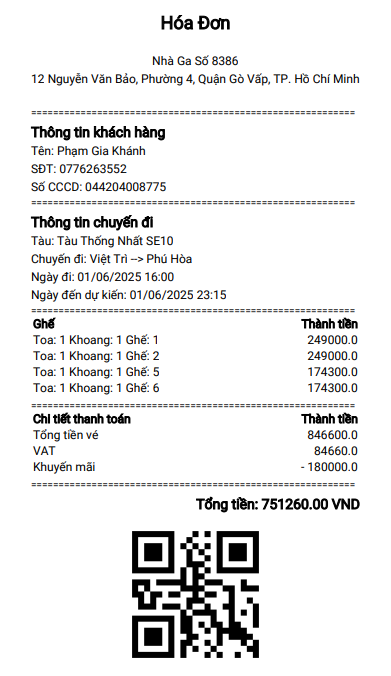 Hóa Đơn
Nhà Ga Số 8386
12 Nguyễn Văn Bảo, Phường 4, Quận Gò Vấp, TP. Hồ Chí Minh
============================================================
Thông tin khách hàng
Tên: Phạm Gia Khánh
SĐT: 0776263552
Số CCCD: 044204008775
============================================================
Thông tin chuyến đi
Tàu: Tàu Thống Nhất SE10
Chuyến đi: Việt Trì --> Phú Hòa
Ngày đi: 01/06/2025 16:00
Ngày đến dự kiến: 01/06/2025 23:15
============================================================
Ghế Thành tiền
Toa: 1 Khoang: 1 Ghế: 1 249000.0
Toa: 1 Khoang: 1 Ghế: 2 249000.0
Toa: 1 Khoang: 1 Ghế: 5 174300.0
Toa: 1 Khoang: 1 Ghế: 6 174300.0
============================================================
Chi tiết thanh toán Thành tiền
Tổng tiền vé 846600.0
VAT 84660.0
Khuyến mãi - 180000.0
============================================================
Tổng tiền: 751260.00 VND